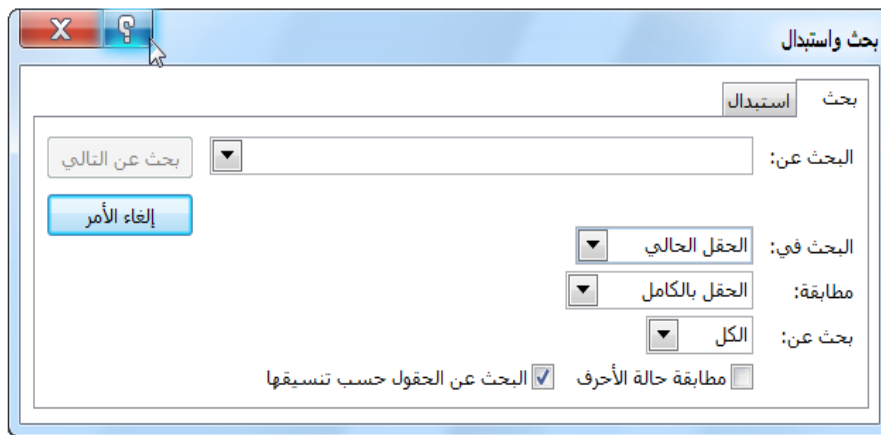 بحث واستبدال
بحث استبدال
البحث عن: بحث عن التالي
إلغاء الأمر
البحث في: الحقل الحالي
مطابقة: الحقل بالكامل
بحث عن: الكل
مطابقة حالة الأحرف البحث عن الحقول حسب تنسيقها